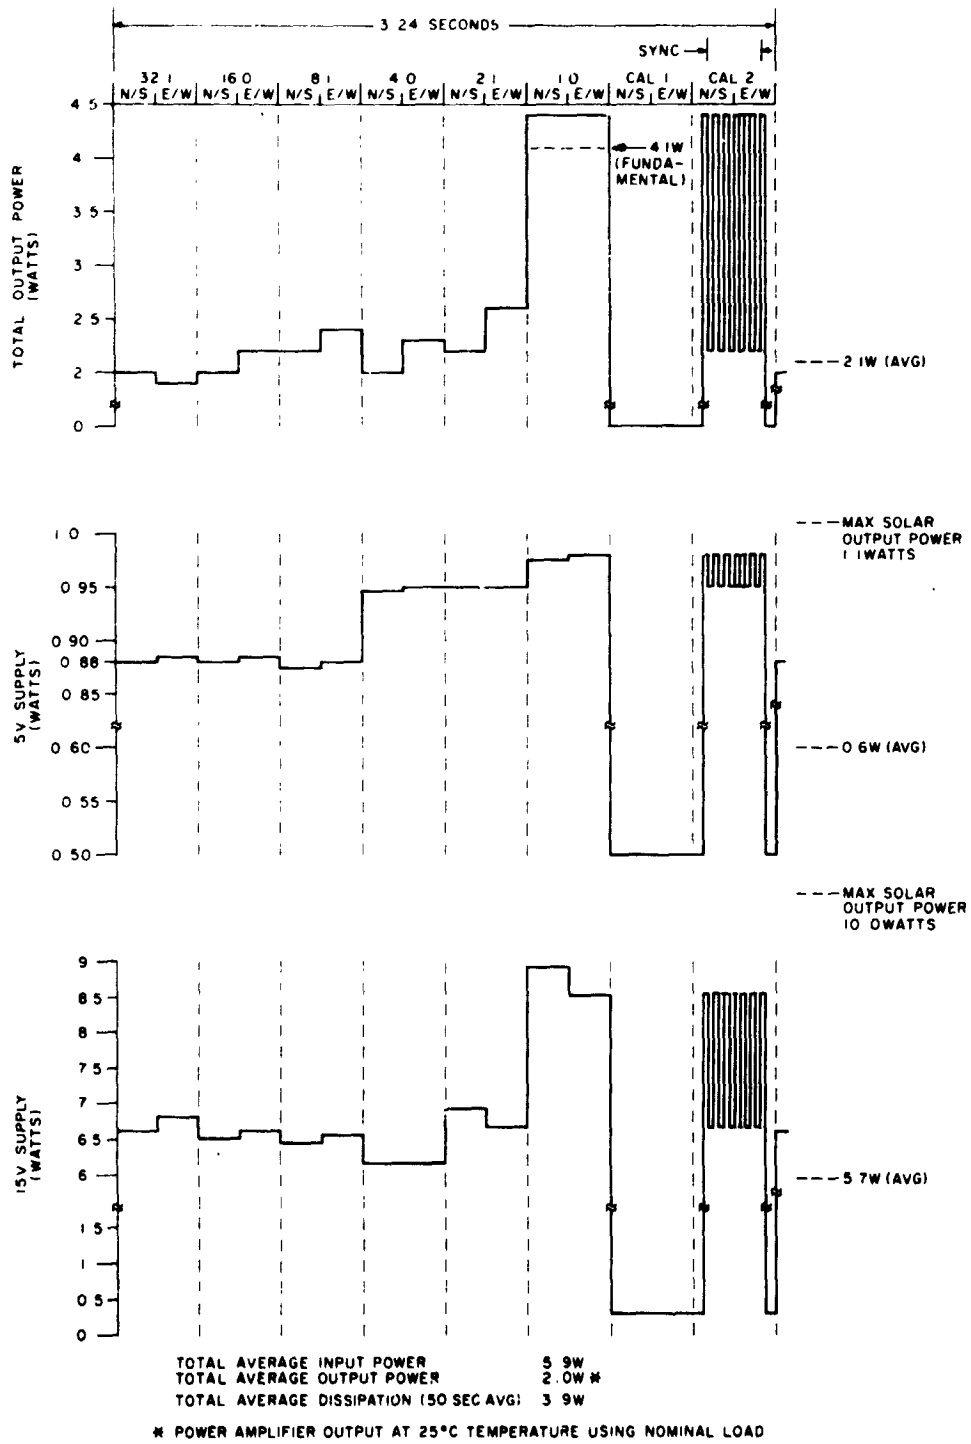 3 24 SECONDS
SYNC
32 1 16 0 8 1 4 0 2 1 1 0 CAL 1 CAL 2
N/S E/W N/S E/W N/S E/W N/S E/W N/S E/W N/S E/W N/S E/W N/S E/W
TOTAL OUTPUT POWER
(WATTS)
4 5
4
3 5
3
2 5
2
0
4 1W
(FUNDA-
MENTAL)
2 1W (AVG)
5V SUPPLY
(WATTS)
1 0
0 95
0 90
0 88
0 85
0 60
0 55
0 50
MAX SOLAR
OUTPUT POWER
1 1WATTS
0 6W (AVG)
MAX SOLAR
OUTPUT POWER
10 0WATTS
15V SUPPLY
(WATTS)
9
8 5
8
7 5
7
6 5
6
1 5
1
0 5
0
5 7W (AVG)
TOTAL AVERAGE INPUT POWER 5 9W
TOTAL AVERAGE OUTPUT POWER 2.0W *
TOTAL AVERAGE DISSIPATION (50 SEC AVG) 3 9W
* POWER AMPLIFIER OUTPUT AT 25°C TEMPERATURE USING NOMINAL LOAD